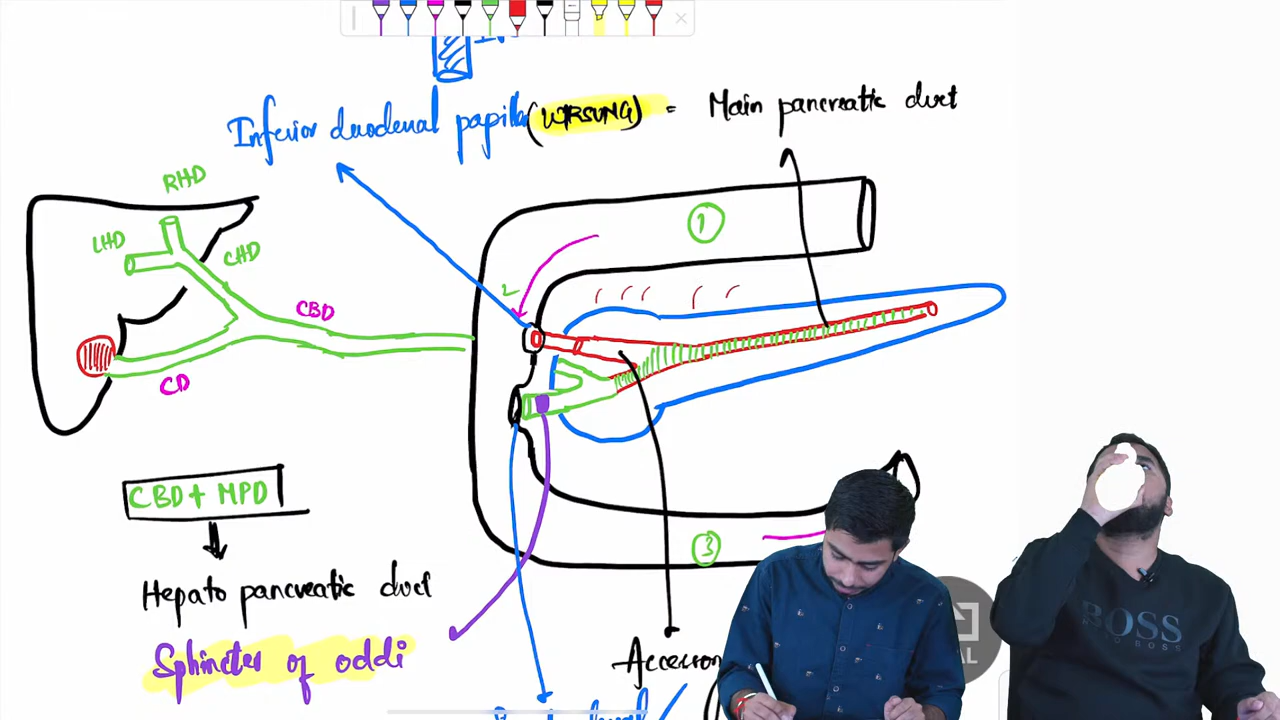 Inferior duodenal papilla (WIRSUNG) = Main pancreatic duct
RHD
LHD
CHD
CBD
CD
1
2
3
CBD + MPD
Hepato pancreatic duct
Sphincter of oddi
BOSS